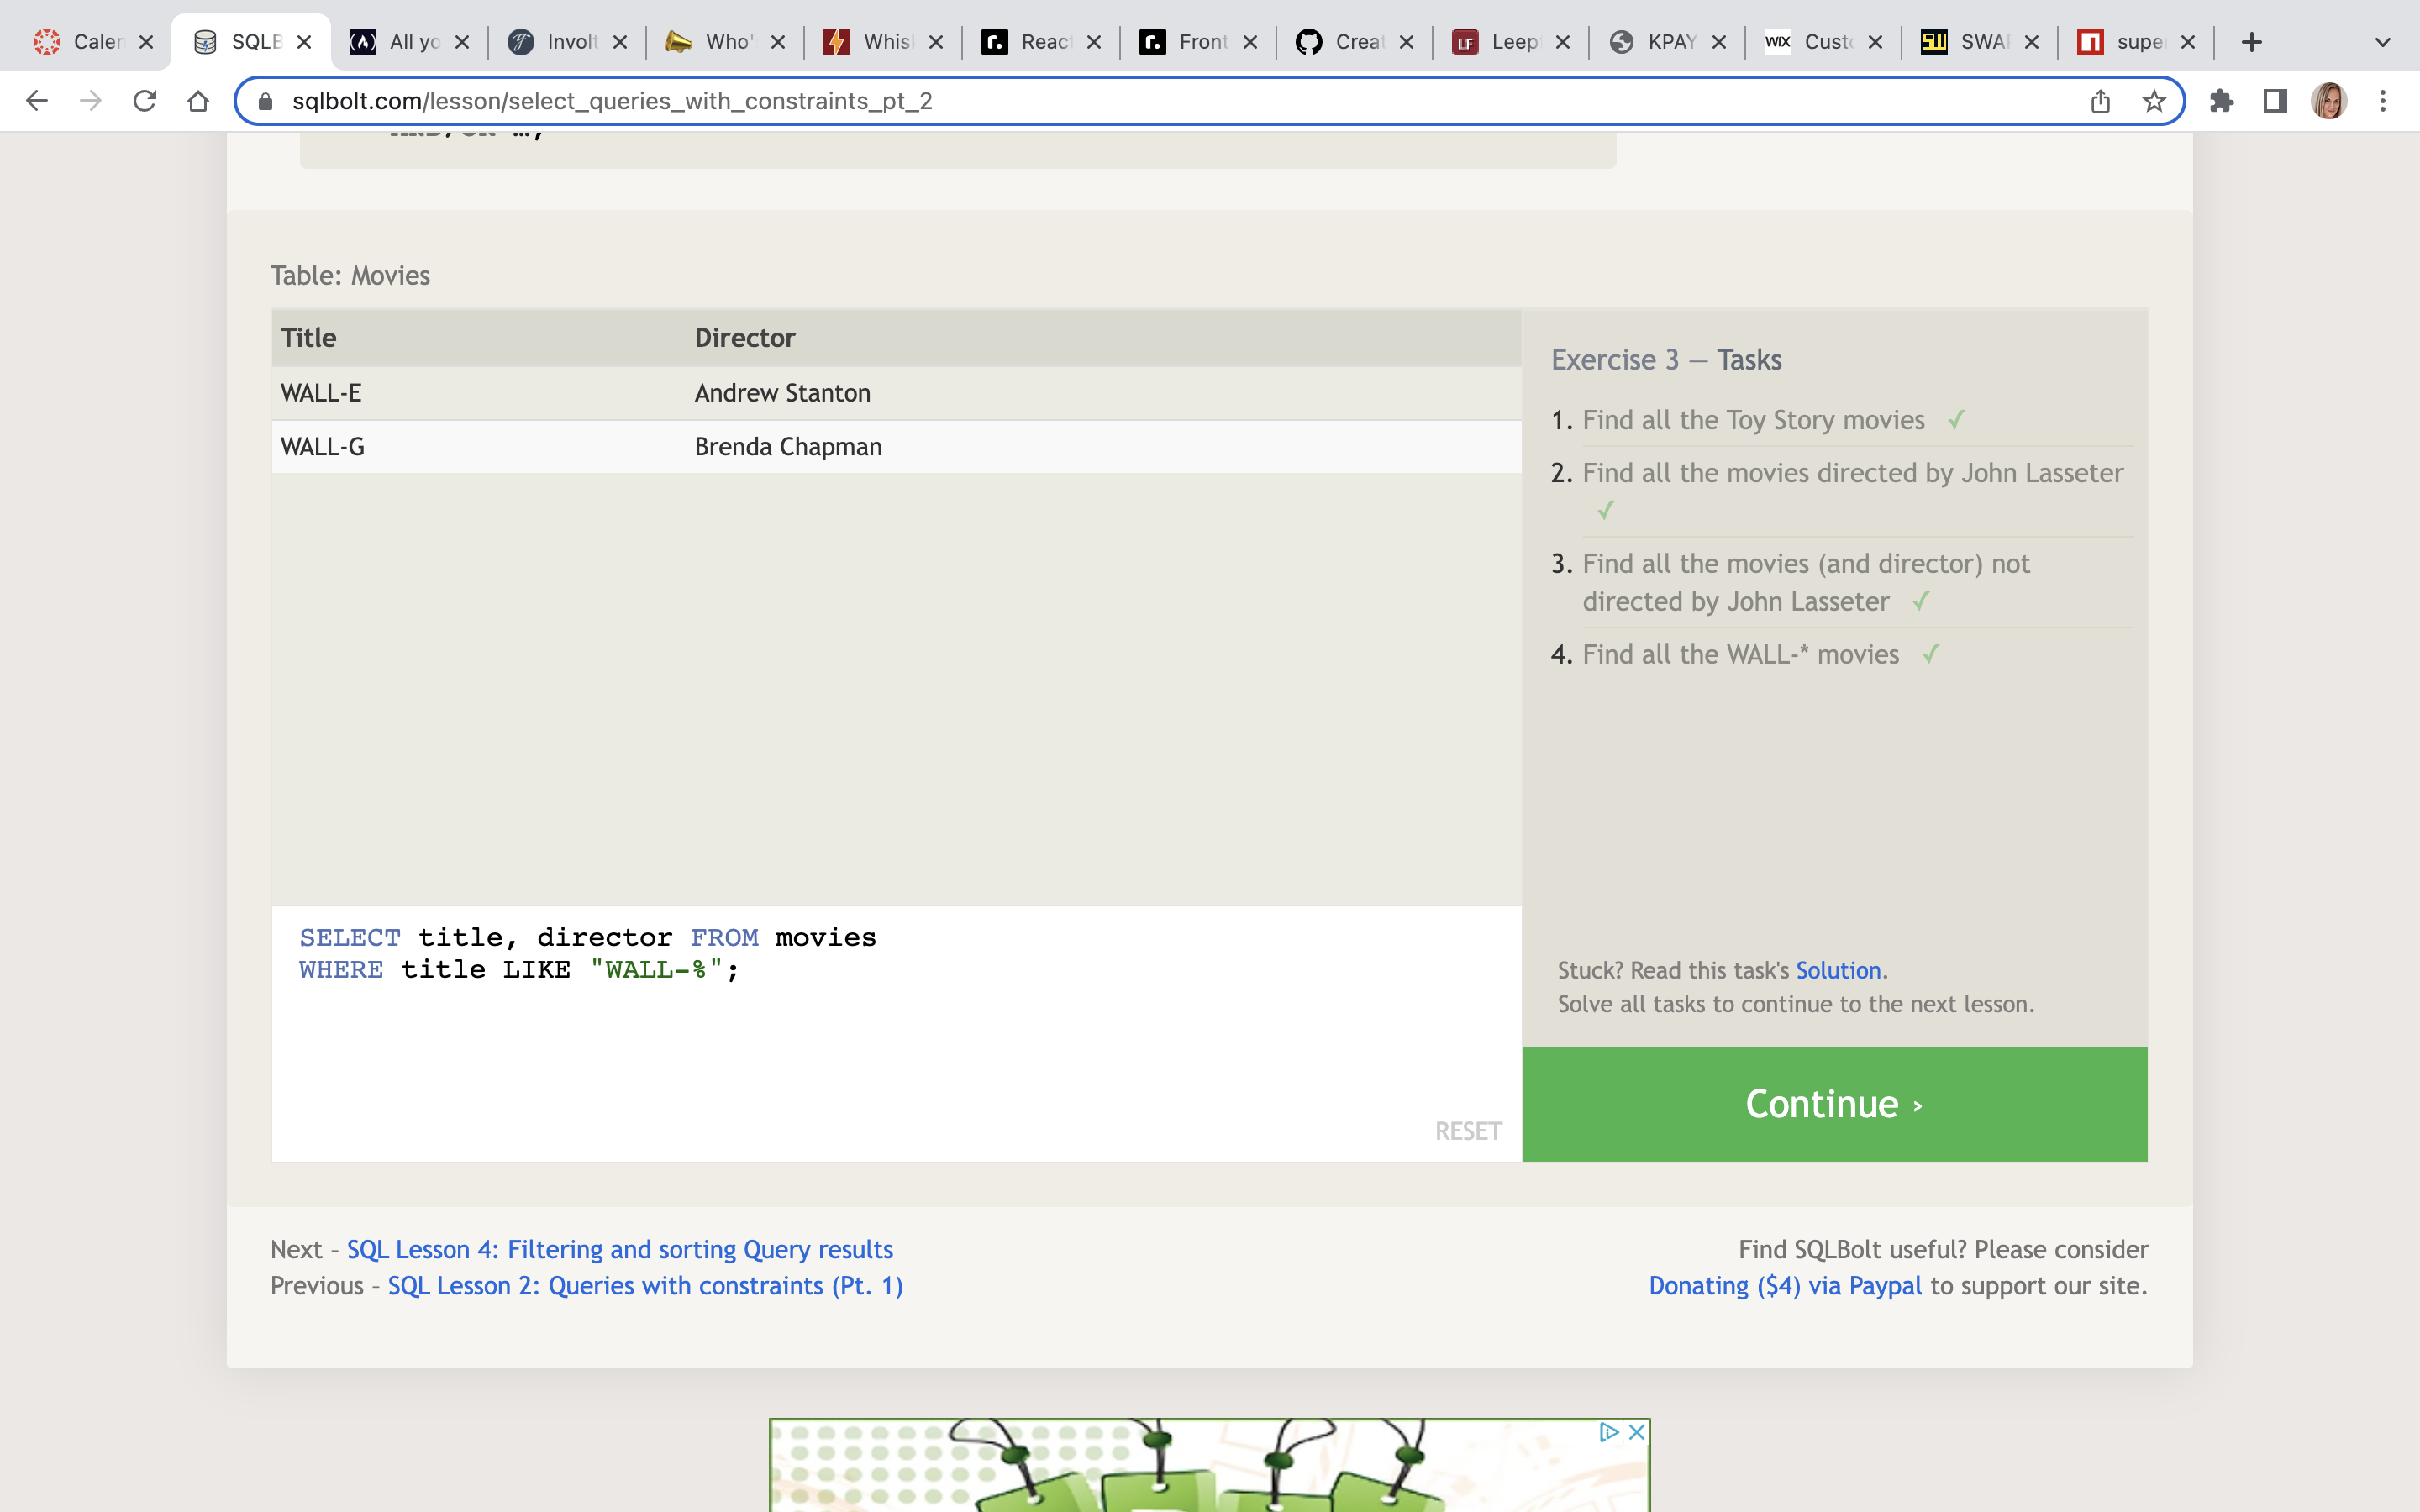 Caler
SQLB
All yo
Involt
Who'
Whis
React
Front
Creat
LF
Leep
KPAY
WIX
Cust
SWA
supe
sqlbolt.com/lesson/select_queries_with_constraints_pt_2
Table: Movies
Title Director
WALL-E Andrew Stanton
WALL-G Brenda Chapman
Exercise 3 — Tasks
1. Find all the Toy Story movies ✓
2. Find all the movies directed by John Lasseter
✓
3. Find all the movies (and director) not
directed by John Lasseter ✓
4. Find all the WALL-* movies ✓
SELECT title, director FROM movies
WHERE title LIKE "WALL-%";
RESET
Stuck? Read this task's Solution.
Solve all tasks to continue to the next lesson.
Continue ›
Next – SQL Lesson 4: Filtering and sorting Query results
Previous – SQL Lesson 2: Queries with constraints (Pt. 1)
Find SQLBolt useful? Please consider
Donating ($4) via Paypal to support our site.